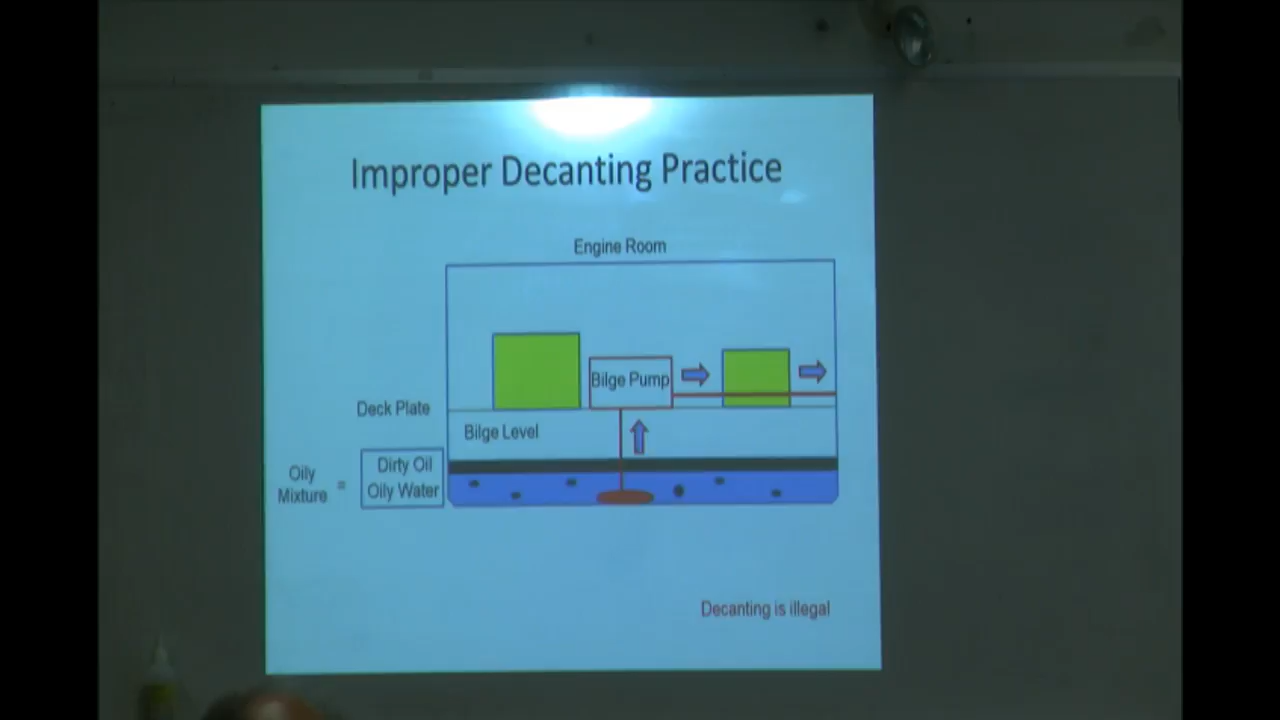 Improper Decanting Practice
Engine Room
Bilge Pump
Deck Plate
Bilge Level
Oily
Mixture
=
Dirty Oil
Oily Water
Decanting is illegal